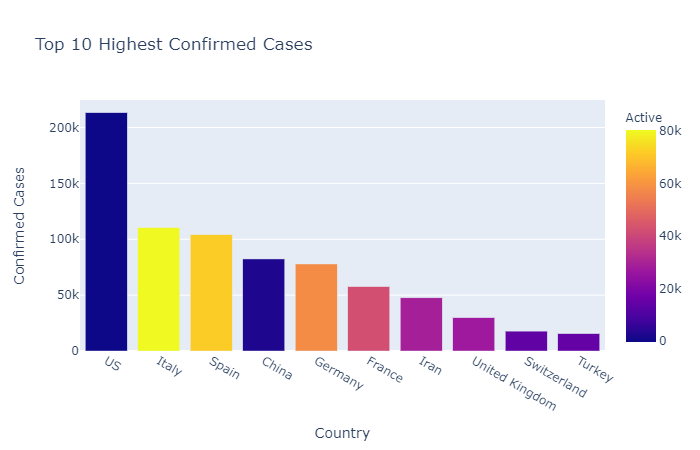 Top 10 Highest Confirmed Cases
Active
Confirmed Cases
200k
150k
100k
50k
0
80k
60k
40k
20k
0
US
Italy
Spain
China
Germany
France
Iran
United Kingdom
Switzerland
Turkey
Country